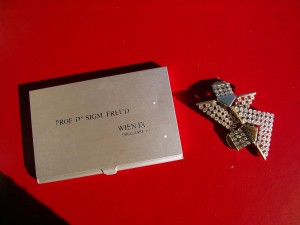 PROF. Dr. SIGM. FREUD
WIEN IX.